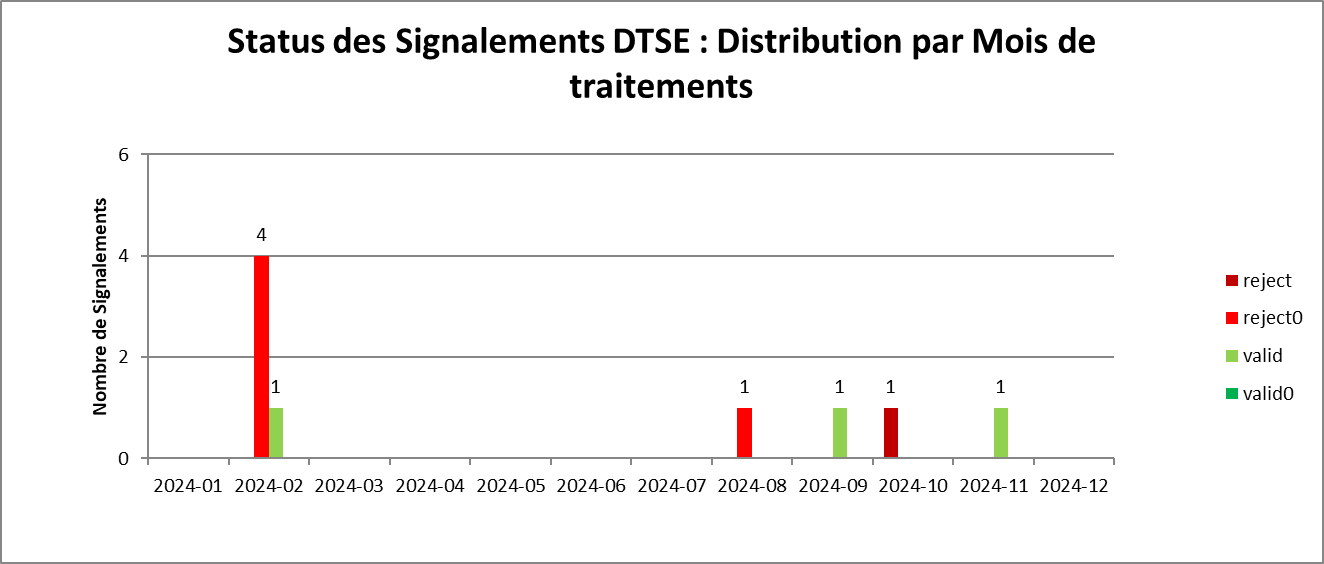 Status des Signalements DTSE : Distribution par Mois de
traitements
Nombre de Signalements
6
4
2
0
4
1
1
1
1
1
2024-01 2024-02 2024-03 2024-04 2024-05 2024-06 2024-07 2024-08 2024-09 2024-10 2024-11 2024-12
reject
reject0
valid
valid0